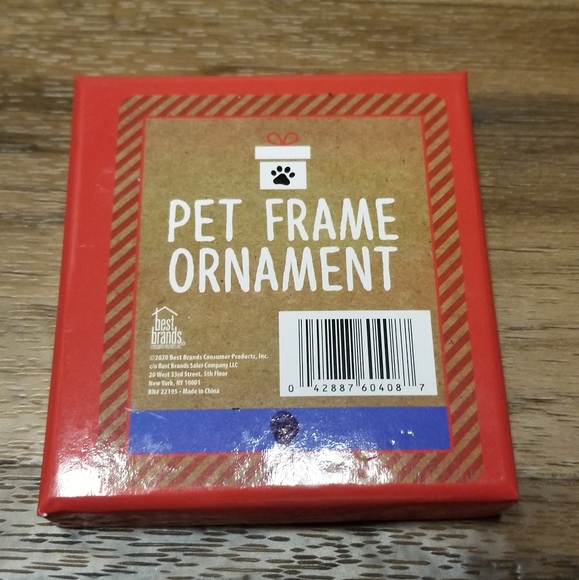 PET FRAME
ORNAMENT
best
brands
©2020 Best Brands Consumer Products, Inc.
c/o Best Brands Sales Company LLC
20 West 33rd Street, 5th Floor
New York, NY 10001
BN# 22195 • Made in China
0 42887 60408 7